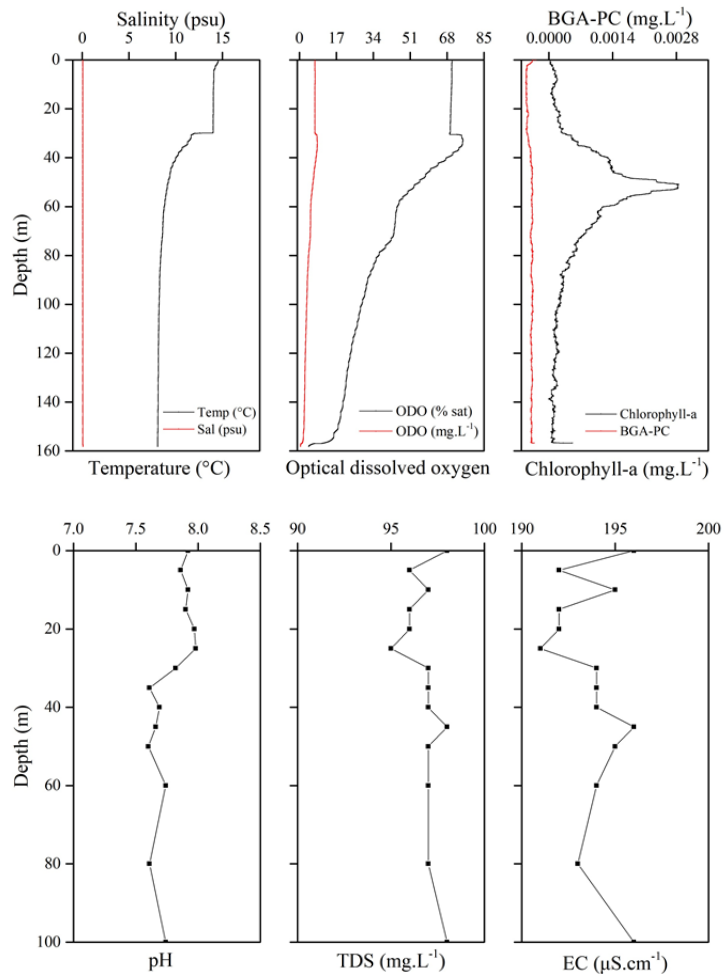 Salinity (psu)
0 5 10 15
0 17 34 51 68 85
BGA-PC (mg.L⁻¹)
0.0000 0.0014 0.0028
0
20
40
60
80
100
120
140
160
Depth (m)
Temp (°C)
Sal (psu)
Temperature (°C)
ODO (% sat)
ODO (mg.L⁻¹)
Optical dissolved oxygen
Chlorophyll-a
BGA-PC
Chlorophyll-a (mg.L⁻¹)
7.0 7.5 8.0 8.5
90 95 100
190 195 200
0
20
40
60
80
100
Depth (m)
pH
TDS (mg.L⁻¹)
EC (μS.cm⁻¹)